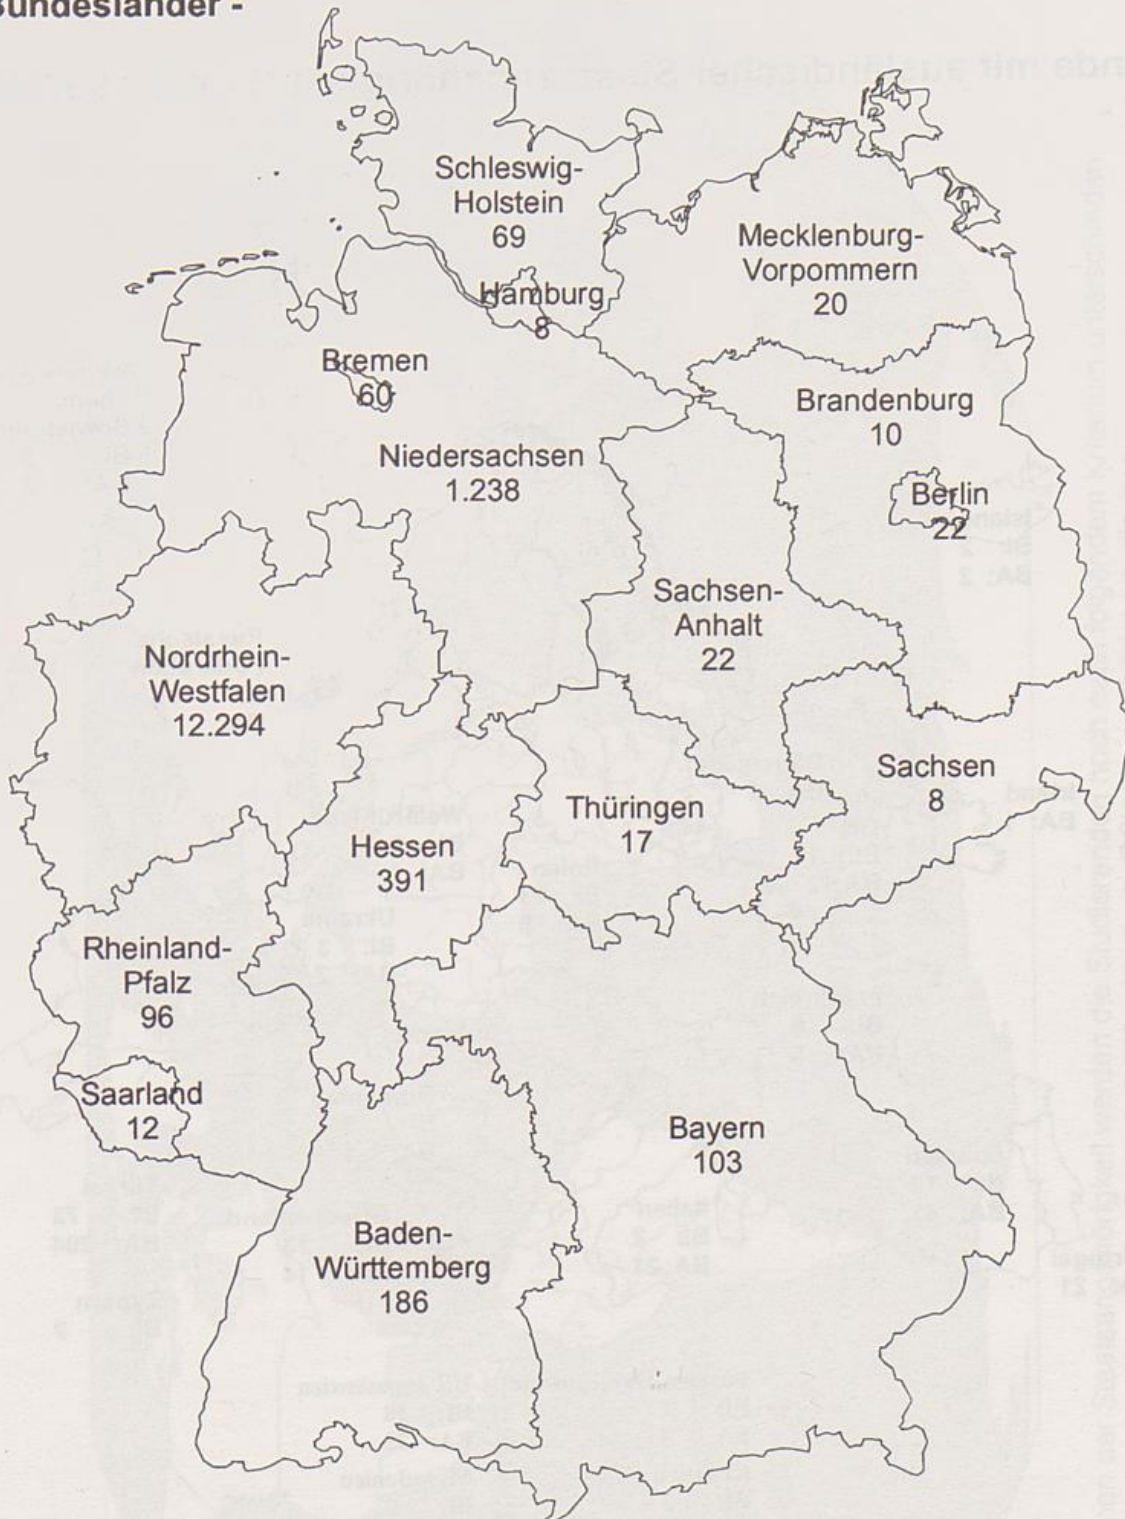 Bundesländer -
Schleswig-
Holstein
69
Mecklenburg-
Vorpommern
20
Hamburg
8
Bremen
60
Brandenburg
10
Niedersachsen
1.238
Berlin
22
Sachsen-
Anhalt
22
Nordrhein-
Westfalen
12.294
Sachsen
8
Thüringen
17
Hessen
391
Rheinland-
Pfalz
96
Saarland
12
Bayern
103
Baden-
Württemberg
186